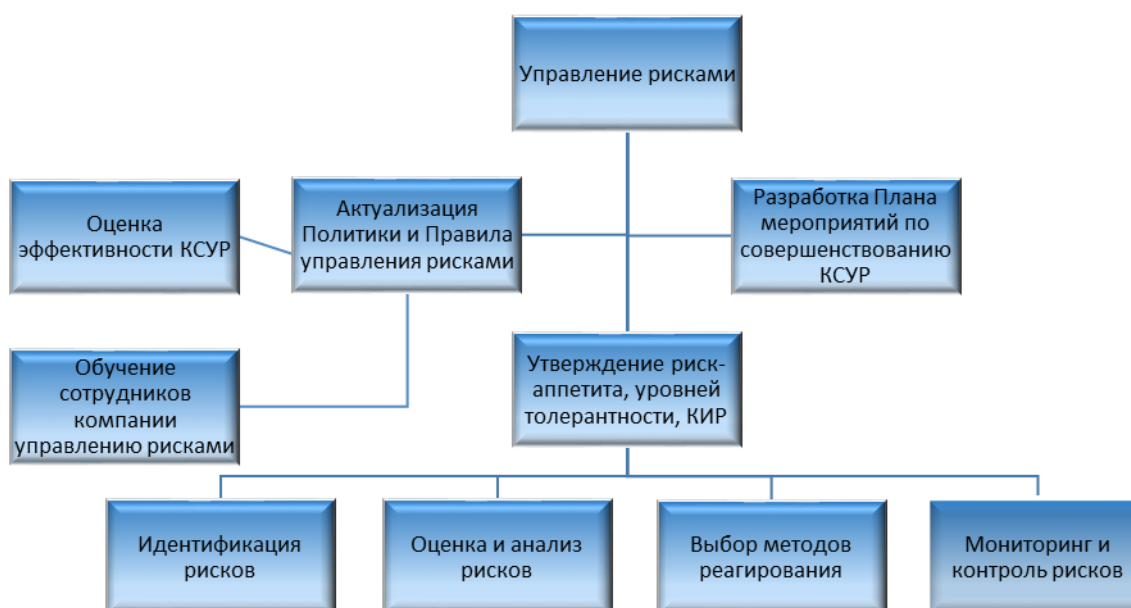 Управление рисками
Оценка
эффективности КСУР
Актуализация
Политики и Правила
управления рисками
Разработка Плана
мероприятий по
совершенствованию
КСУР
Обучение
сотрудников
компании
управлению рисками
Утверждение риск-
аппетита, уровней
толерантности, КИР
Идентификация
рисков
Оценка и анализ
рисков
Выбор методов
реагирования
Мониторинг и
контроль рисков